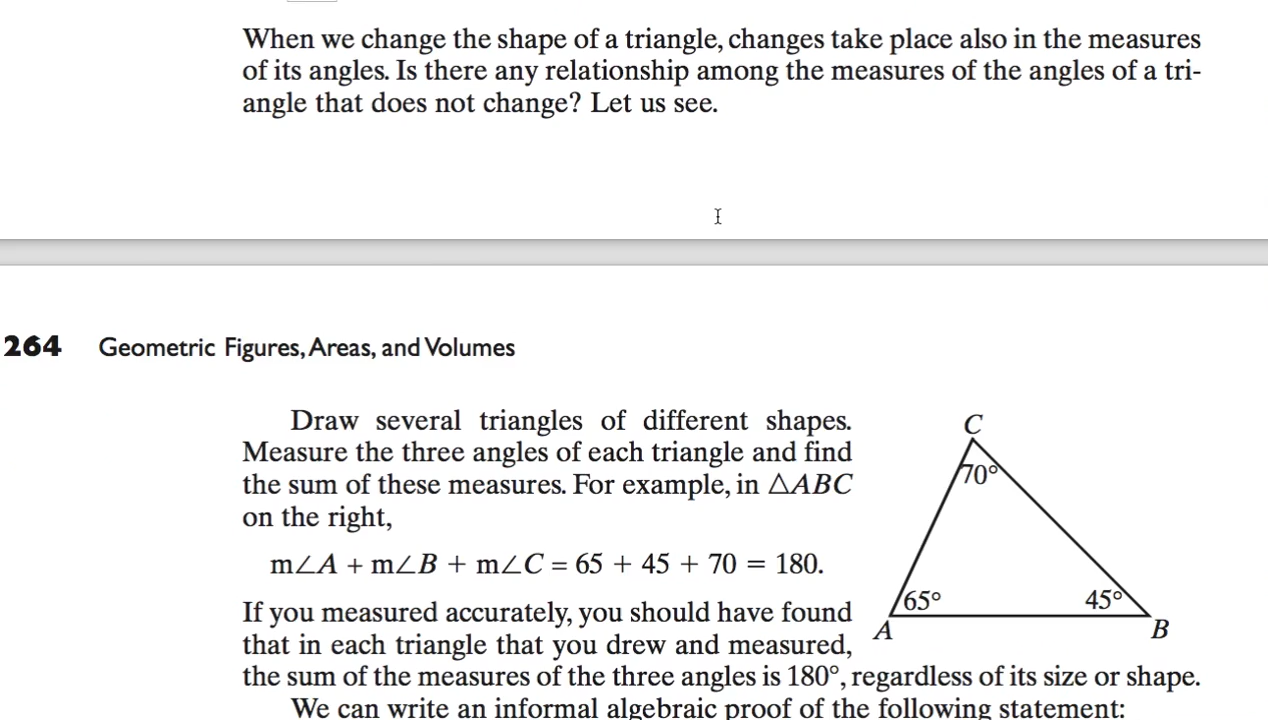 When we change the shape of a triangle, changes take place also in the measures
of its angles. Is there any relationship among the measures of the angles of a tri-
angle that does not change? Let us see.
264 Geometric Figures, Areas, and Volumes
Draw several triangles of different shapes.
Measure the three angles of each triangle and find
the sum of these measures. For example, in △ABC
on the right,
m∠A + m∠B + m∠C = 65 + 45 + 70 = 180.
If you measured accurately, you should have found
that in each triangle that you drew and measured,
the sum of the measures of the three angles is 180°, regardless of its size or shape.
We can write an informal algebraic proof of the following statement:
C
70°
65°
45°
A
B